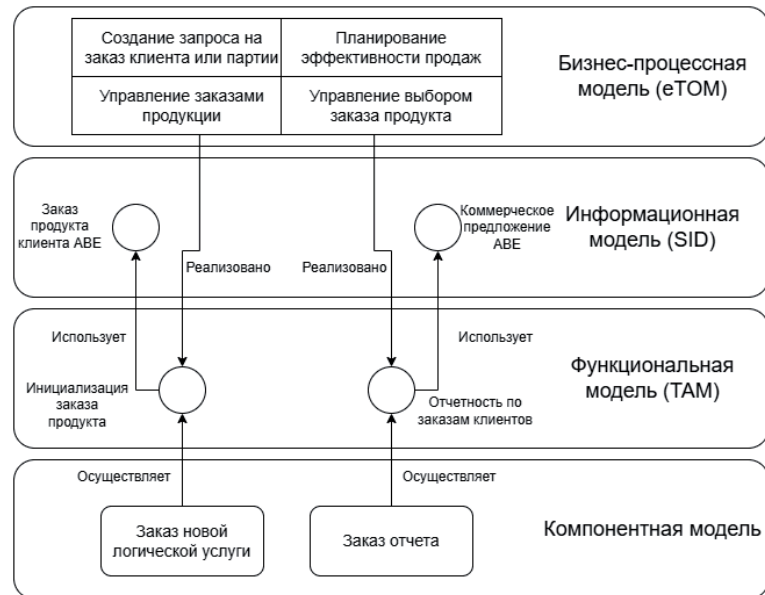 Создание запроса на
заказ клиента или партии
Планирование
эффективности продаж
Управление заказами
продукции
Управление выбором
заказа продукта
Бизнес-процессная
модель (eTOM)
Заказ
продукта
клиента ABE
Коммерческое
предложение
ABE
Информационная
модель (SID)
Реализовано
Реализовано
Использует
Использует
Инициализация
заказа
продукта
Отчетность по
заказам клиентов
Функциональная
модель (TAM)
Осуществляет
Осуществляет
Заказ новой
логической услуги
Заказ отчета
Компонентная модель